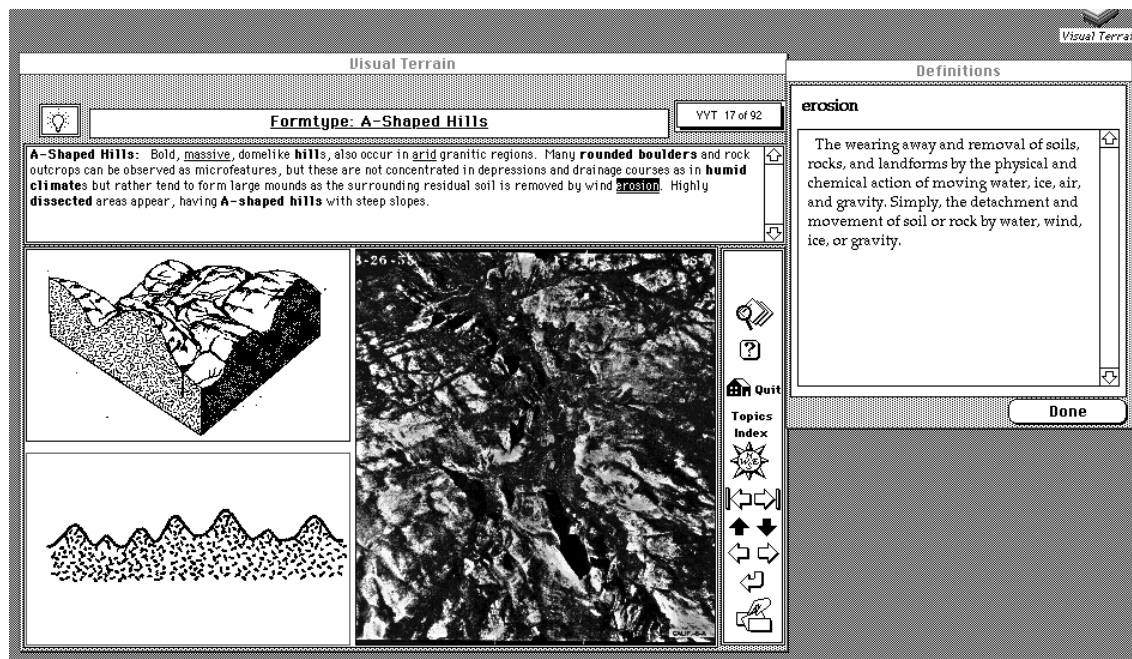 Visual Terrai
Visual Terrain
Formtype: A-Shaped Hills
YYT 17 of 92
A-Shaped Hills: Bold, massive, domelike hills, also occur in arid granitic regions. Many rounded boulders and rock
outcrops can be observed as microfeatures, but these are not concentrated in depressions and drainage courses as in humid
climates but rather tend to form large mounds as the surrounding residual soil is removed by wind erosion. Highly
dissected areas appear, having A-shaped hills with steep slopes.
?
Quit
Topics
Index
N
W E
S
CALIF.-6-A
Definitions
erosion
The wearing away and removal of soils,
rocks, and landforms by the physical and
chemical action of moving water, ice, air,
and gravity. Simply, the detachment and
movement of soil or rock by water, wind,
ice, or gravity.
Done